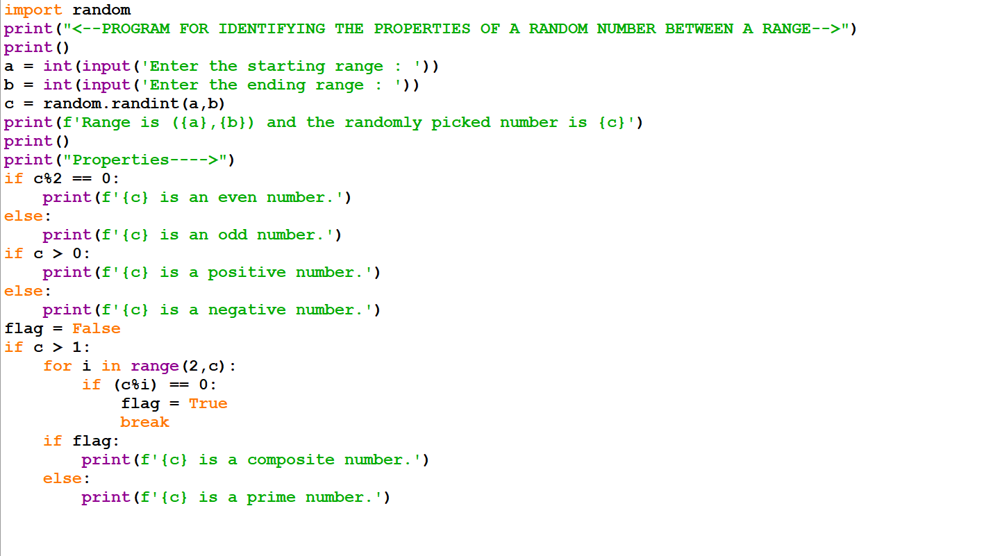 import random
print("<--PROGRAM FOR IDENTIFYING THE PROPERTIES OF A RANDOM NUMBER BETWEEN A RANGE-->")
print()
a = int(input('Enter the starting range : '))
b = int(input('Enter the ending range : '))
c = random.randint(a,b)
print(f'Range is ({a},{b}) and the randomly picked number is {c}')
print()
print("Properties---->")
if c%2 == 0:
    print(f'{c} is an even number.')
else:
    print(f'{c} is an odd number.')
if c > 0:
    print(f'{c} is a positive number.')
else:
    print(f'{c} is a negative number.')
flag = False
if c > 1:
    for i in range(2,c):
        if (c%i) == 0:
            flag = True
            break
    if flag:
        print(f'{c} is a composite number.')
    else:
        print(f'{c} is a prime number.')